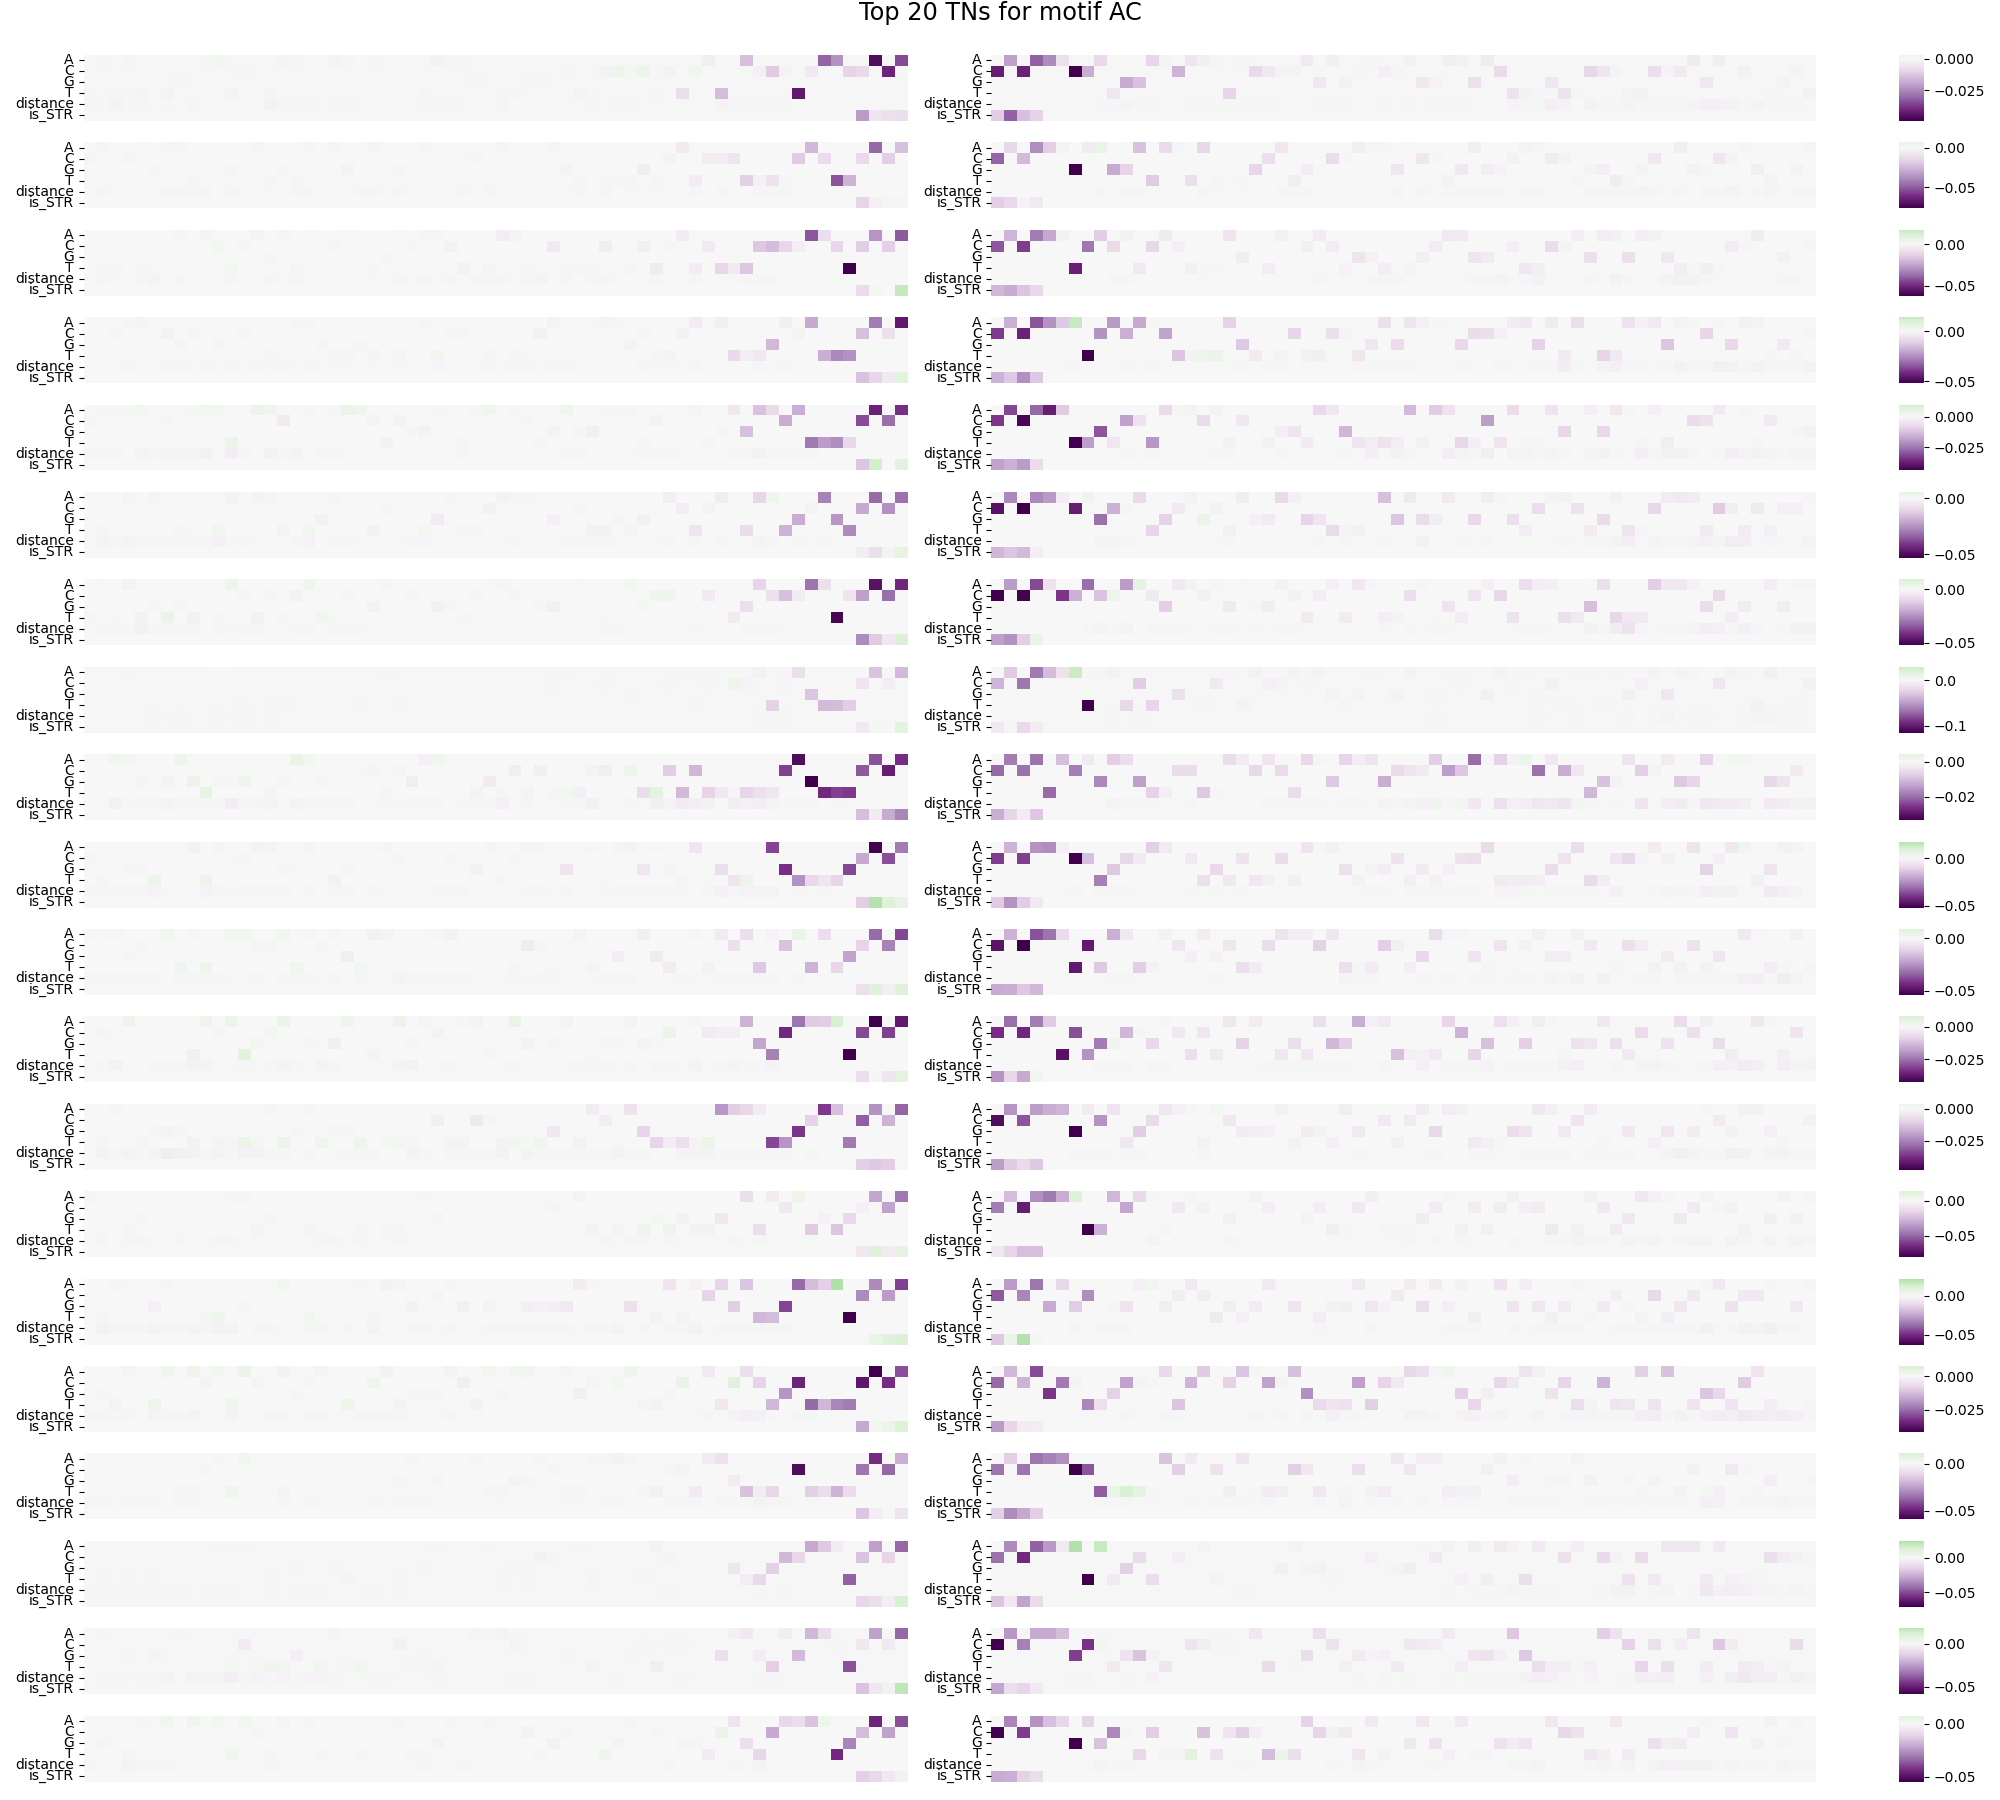 Top 20 TNs for motif AC
A A 0.000
C C
G G
T T −0.025
distance distance
is_STR is_STR
A A 0.00
C C
G G
T T
distance distance −0.05
is_STR is_STR
A A
C C 0.00
G G
T T
distance distance
is_STR is_STR −0.05
A A
C C 0.00
G G
T T
distance distance
is_STR is_STR −0.05
A A
C C 0.000
G G
T T −0.025
distance distance
is_STR is_STR
A A 0.00
C C
G G
T T
distance distance
is_STR is_STR −0.05
A A 0.00
C C
G G
T T
distance distance
is_STR is_STR −0.05
A A
C C 0.0
G G
T T
distance distance
is_STR is_STR −0.1
A A 0.00
C C
G G
T T −0.02
distance distance
is_STR is_STR
A A
C C 0.00
G G
T T
distance distance
is_STR is_STR −0.05
A A 0.00
C C
G G
T T
distance distance
is_STR is_STR −0.05
A A
C C 0.000
G G
T T −0.025
distance distance
is_STR is_STR
A A 0.000
C C
G G
T T −0.025
distance distance
is_STR is_STR
A A 0.00
C C
G G
T T
distance distance −0.05
is_STR is_STR
A A
C C 0.00
G G
T T
distance distance
is_STR is_STR −0.05
A A 0.000
C C
G G
T T −0.025
distance distance
is_STR is_STR
A A 0.00
C C
G G
T T
distance distance
is_STR is_STR −0.05
A A
C C 0.00
G G
T T
distance distance −0.05
is_STR is_STR
A A
C C 0.00
G G
T T
distance distance
is_STR is_STR −0.05
A A 0.00
C C
G G
T T
distance distance
is_STR is_STR −0.05